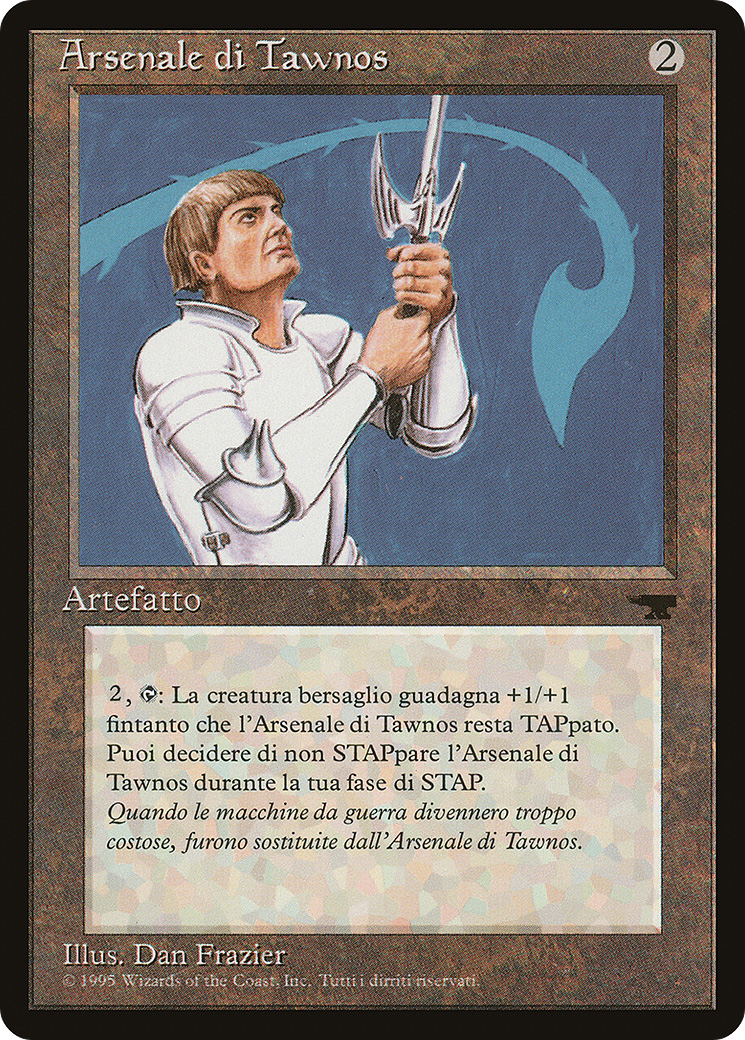 Arsenale di Tawnos
2
Artefatto
2, : La creatura bersaglio guadagna +1/+1
fintanto che l'Arsenale di Tawnos resta TAPpato.
Puoi decidere di non STAPpare l'Arsenale di
Tawnos durante la tua fase di STAP.
Quando le macchine da guerra divennero troppo
costose, furono sostituite dall'Arsenale di Tawnos.
Illus. Dan Frazier
© 1995 Wizards of the Coast, Inc. Tutti i dirriti riservati.